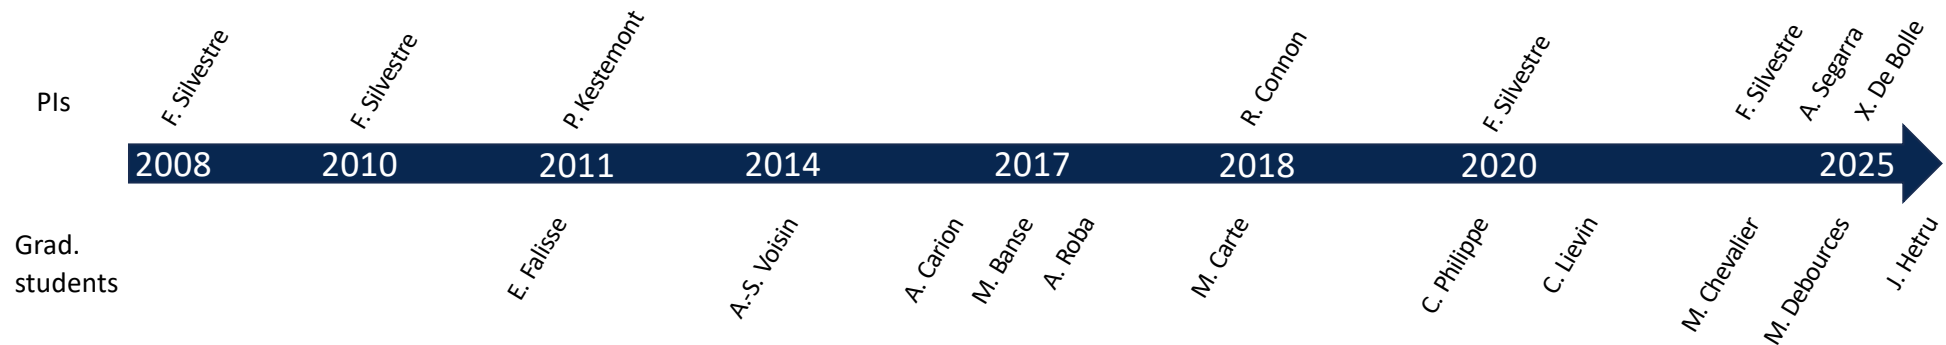 F. Silvestre
F. Silvestre
P. Kestemont
R. Connon
F. Silvestre
F. Silvestre
A. Segarra
X. De Bolle
PIs
2008
2010
2011
2014
2017
2018
2020
2025
Grad.
students
E. Falisse
A.-S. Voisin
A. Carion
M. Banse
A. Roba
M. Carte
C. Philippe
C. Lievin
M. Chevalier
M. Debources
J. Hetru